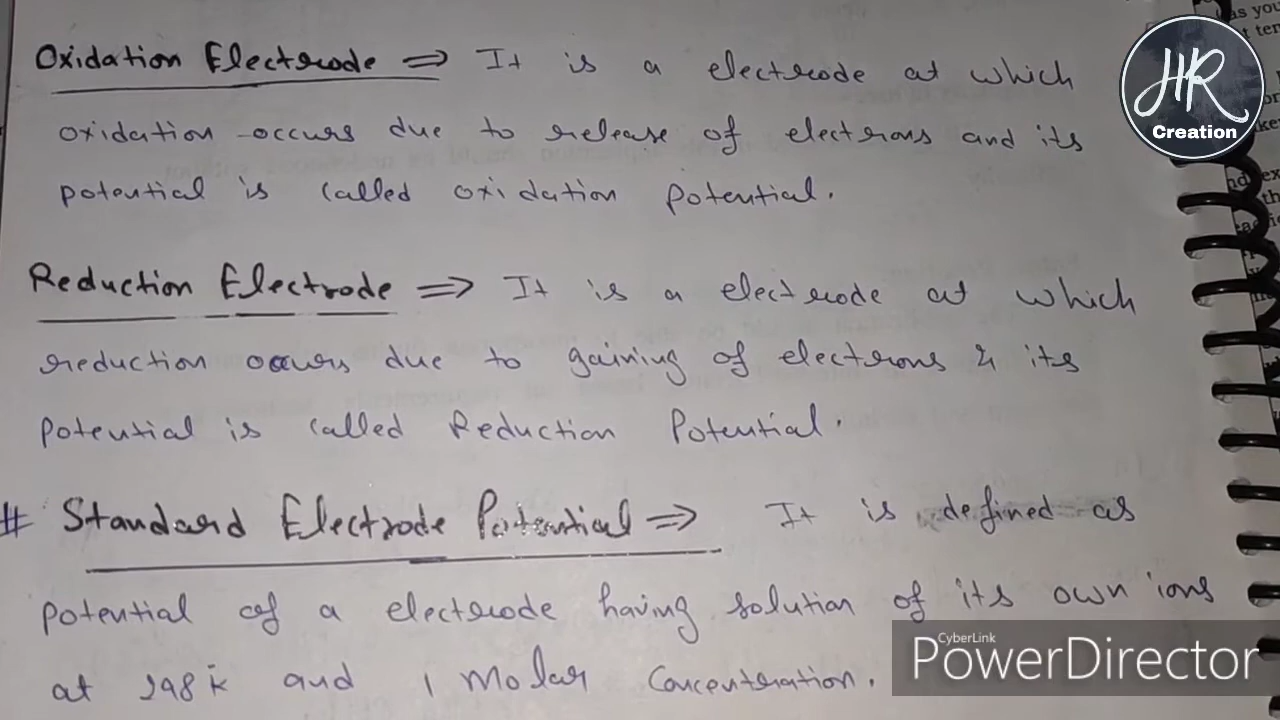 Oxidation Electrode ⇒ It is a electrode at which
oxidation occurs due to release of electrons and its
potential is called oxidation potential.
Reduction Electrode ⇒ It is a electrode at which
reduction occurs due to gaining of electrons & its
potential is called Reduction Potential.
# Standard Electrode Potential ⇒ It is defined as
potential of a electrode having solution of its own ions
at 298 k and 1 Molar Concentration.
HR
Creation
CyberLink
PowerDirector
as you